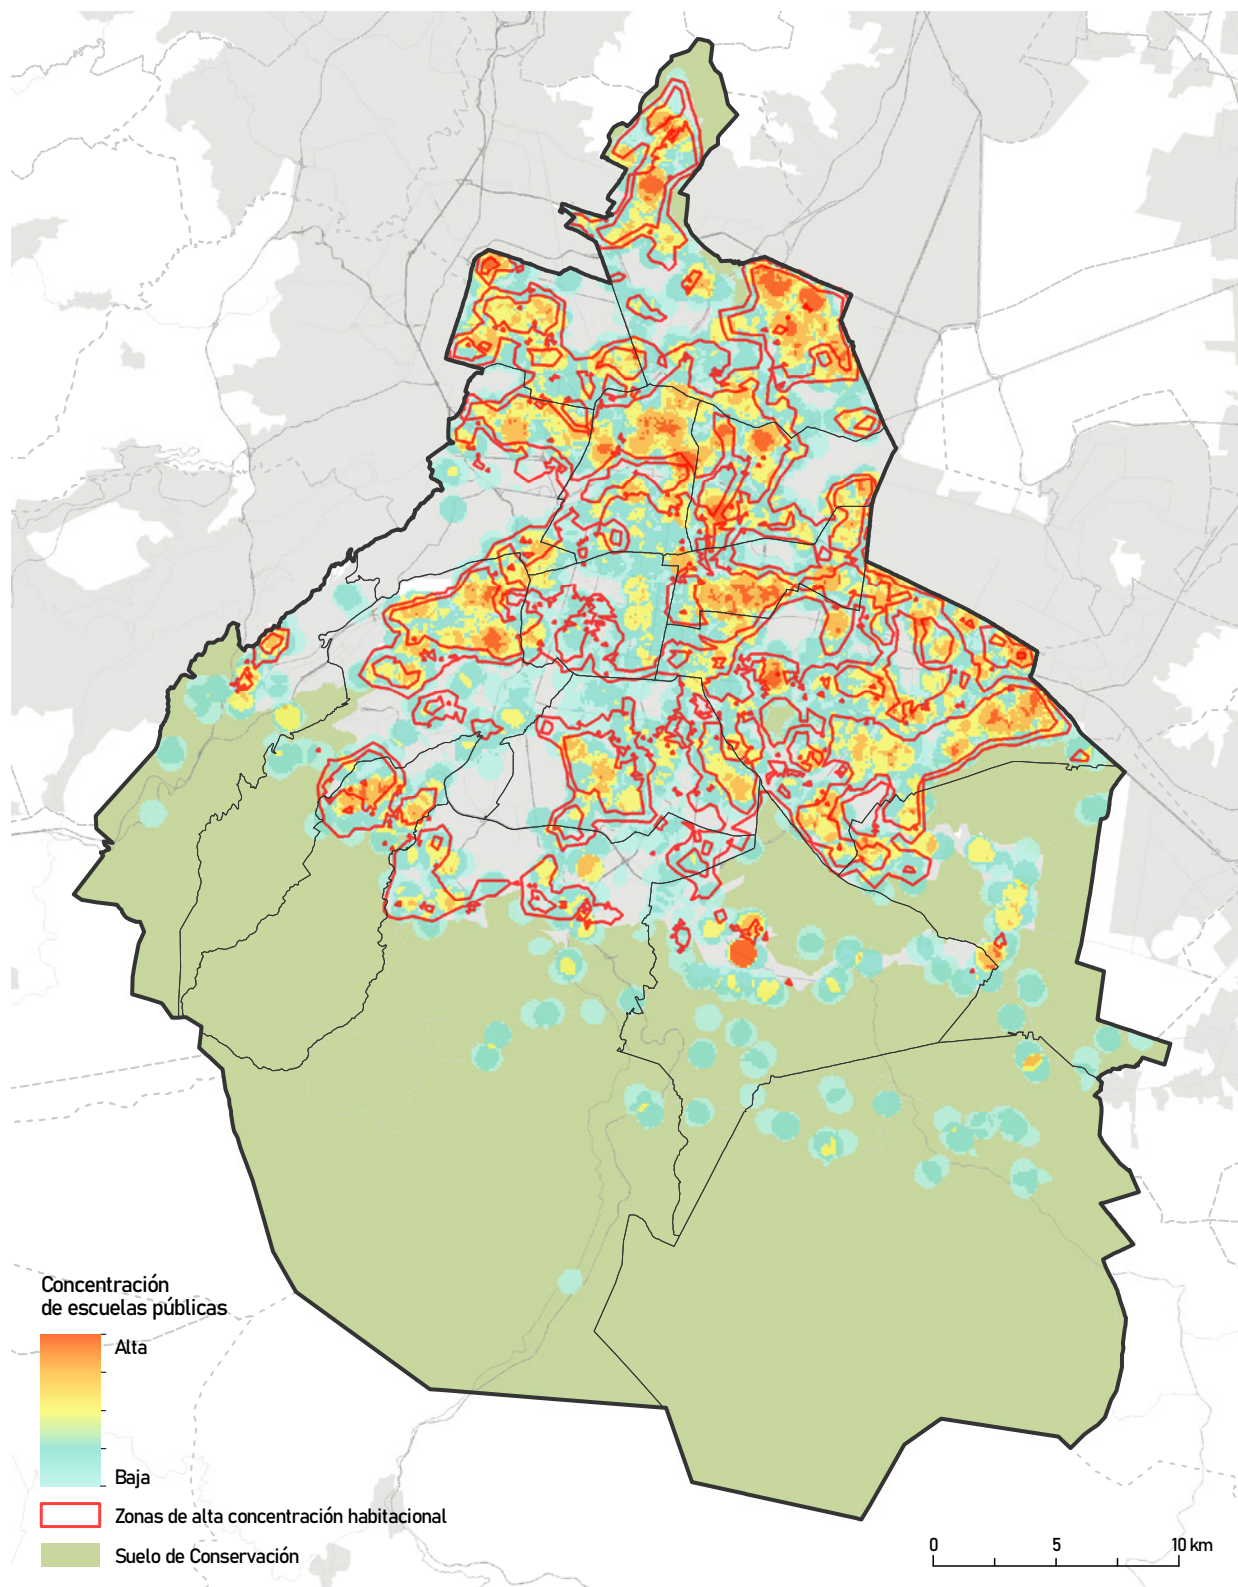 Concentración
de escuelas públicas
Alta
Baja
Zonas de alta concentración habitacional
Suelo de Conservación
0 5 10 km